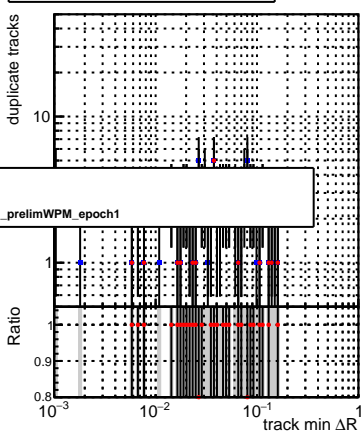 duplicate tracks
10
_prelimWPM_epoch1
1
Ratio
1
0.9
0.8
10⁻³ 10⁻² 10⁻¹ 1
track min ΔR